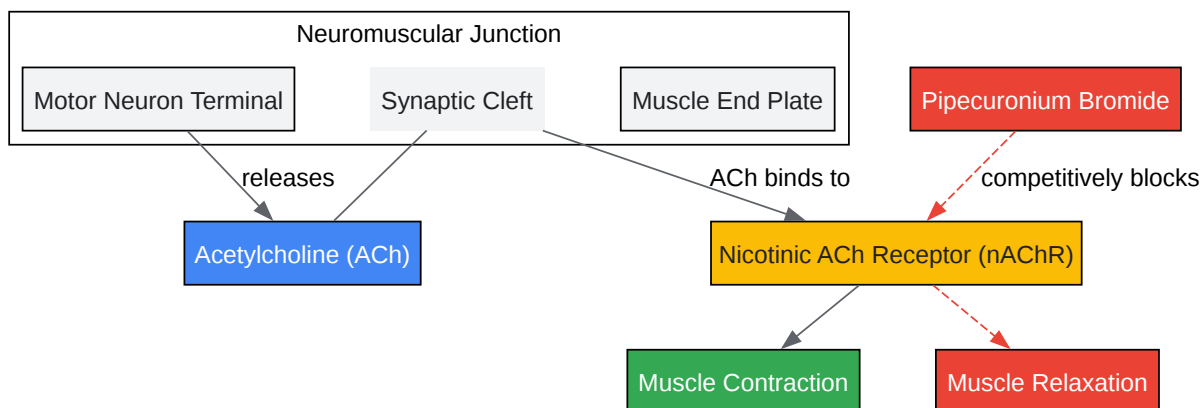 Neuromuscular Junction
Motor Neuron Terminal
Synaptic Cleft
Muscle End Plate
Pipecuronium Bromide
releases
ACh binds to
competitively blocks
Acetylcholine (ACh)
Nicotinic ACh Receptor (nAChR)
Muscle Contraction
Muscle Relaxation